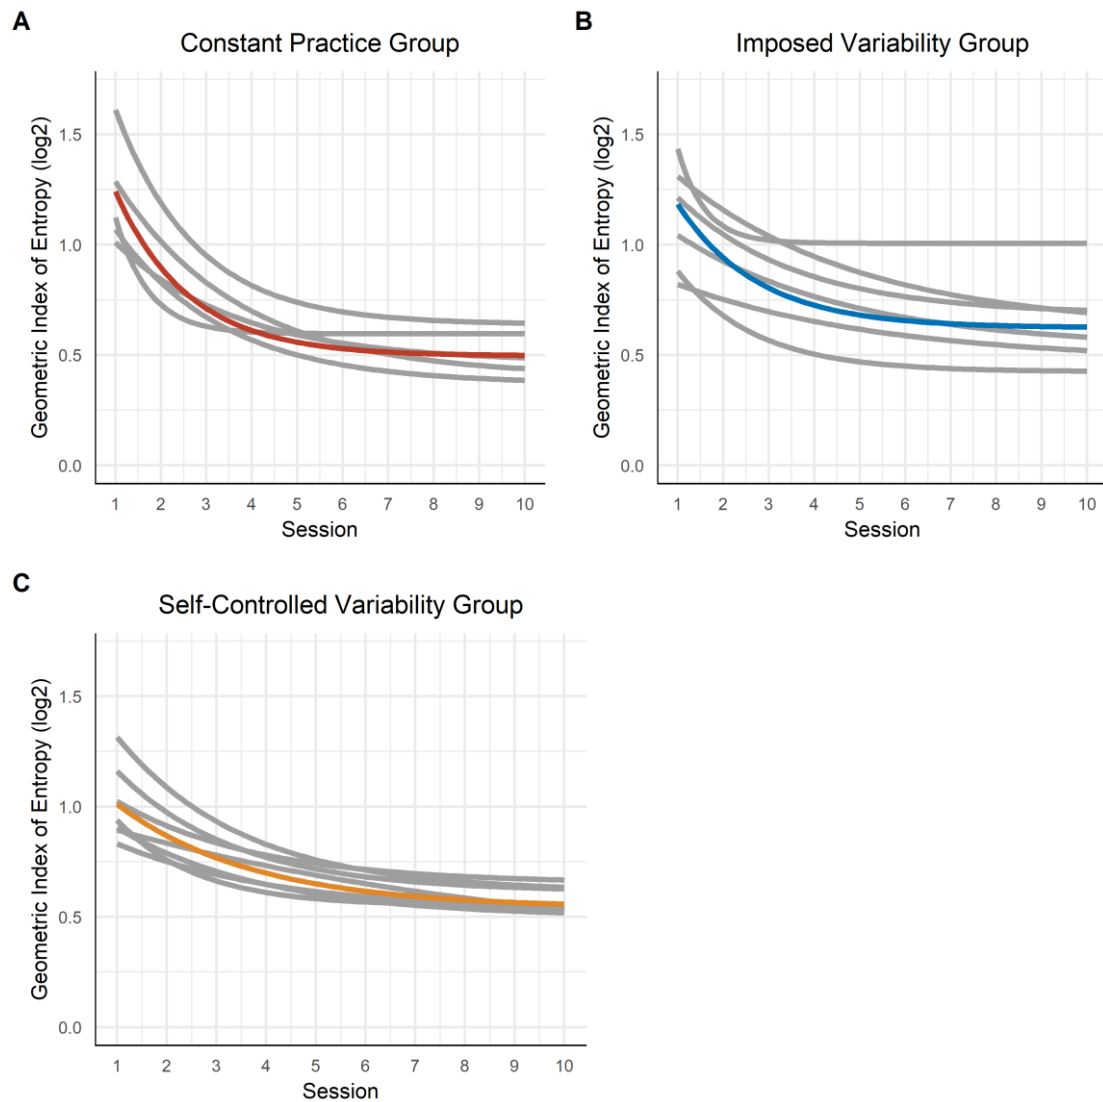 A
Constant Practice Group
Geometric Index of Entropy (log2)
1.5
1.0
0.5
0.0
1 2 3 4 5 6 7 8 9 10
Session
B
Imposed Variability Group
Geometric Index of Entropy (log2)
1.5
1.0
0.5
0.0
1 2 3 4 5 6 7 8 9 10
Session
C
Self-Controlled Variability Group
Geometric Index of Entropy (log2)
1.5
1.0
0.5
0.0
1 2 3 4 5 6 7 8 9 10
Session